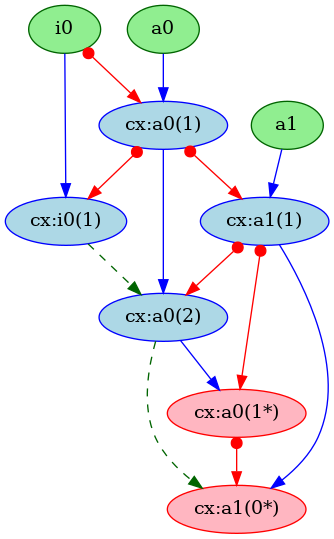 i0
a0
cx:a0(1)
a1
cx:i0(1)
cx:a1(1)
cx:a0(2)
cx:a0(1*)
cx:a1(0*)